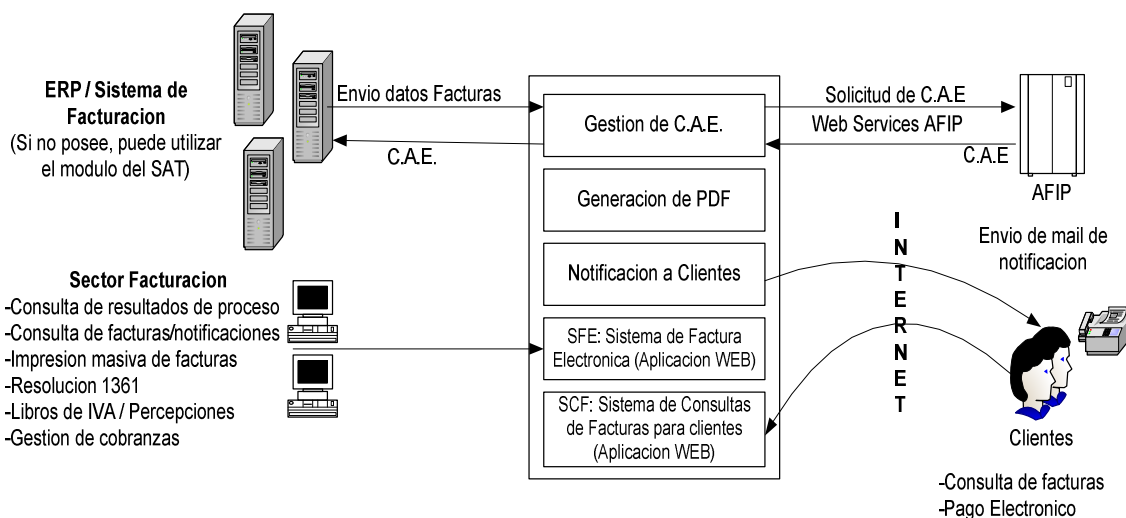 ERP / Sistema de
Facturacion
(Si no posee, puede utilizar
el modulo del SAT)
Envio datos Facturas
C.A.E.
Gestion de C.A.E.
Generacion de PDF
Notificacion a Clientes
SFE: Sistema de Factura
Electronica (Aplicacion WEB)
SCF: Sistema de Consultas
de Facturas para clientes
(Aplicacion WEB)
Solicitud de C.A.E
Web Services AFIP
C.A.E
AFIP
Envio de mail de
notificacion
INTERNET
Sector Facturacion
-Consulta de resultados de proceso
-Consulta de facturas/notificaciones
-Impresion masiva de facturas
-Resolucion 1361
-Libros de IVA / Percepciones
-Gestion de cobranzas
Clientes
-Consulta de facturas
-Pago Electronico